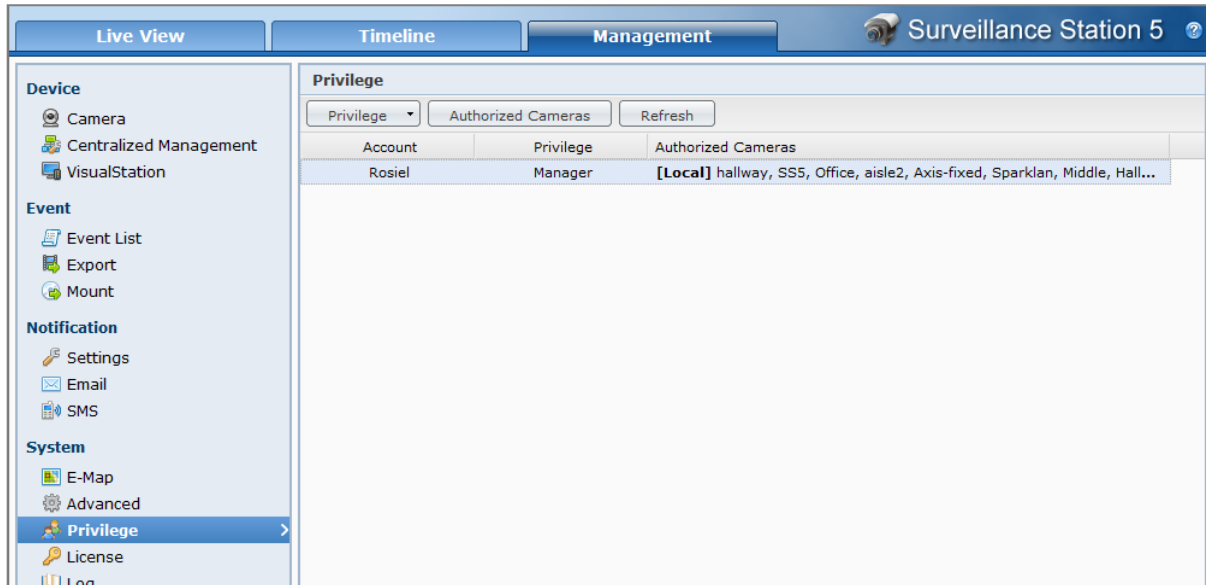 Live View
Timeline
Management
Surveillance Station 5
?
Device
Camera
Centralized Management
VisualStation
Event
Event List
Export
Mount
Notification
Settings
Email
SMS
System
E-Map
Advanced
Privilege
License
Log
Privilege
Privilege
Authorized Cameras
Refresh
Account Privilege Authorized Cameras
Rosiel Manager [Local] hallway, SS5, Office, aisle2, Axis-fixed, Sparklan, Middle, Hall...